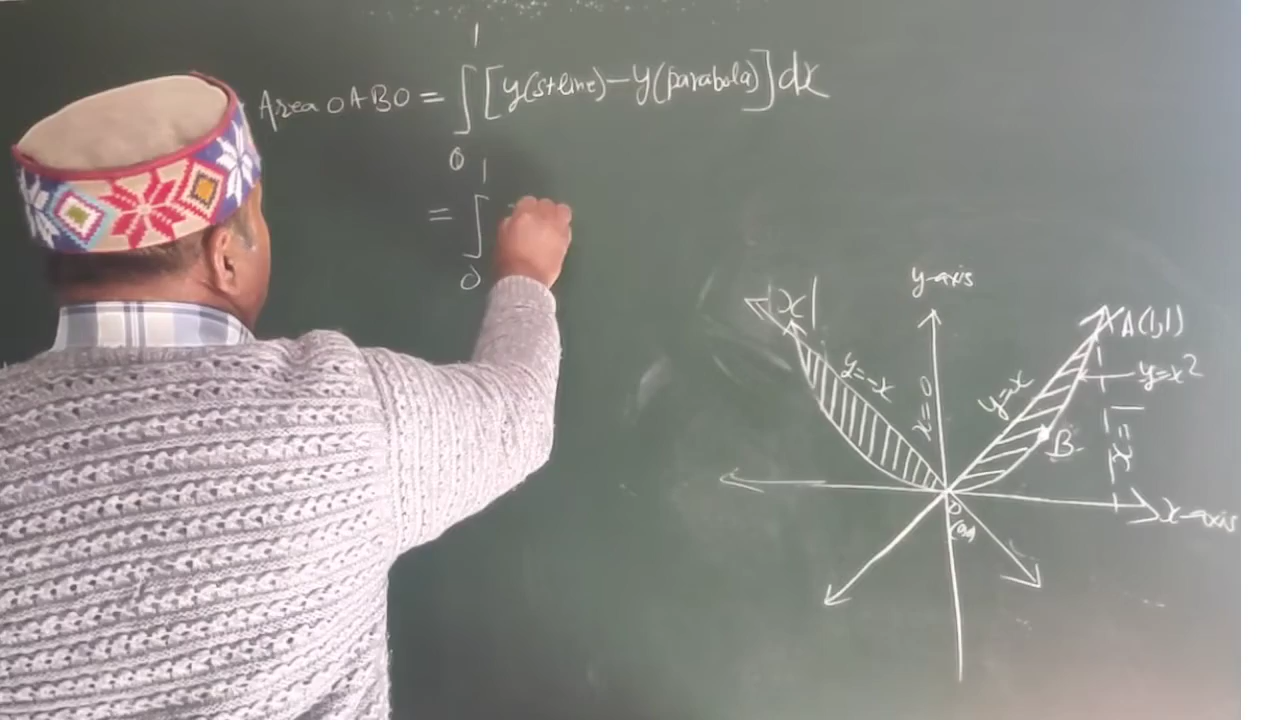 1
Area OABO = ∫ [y(st line) - y(parabola)] dx
0
1
= ∫
0
y-axis
|x|
A(1,1)
y=-x
y=x
y=x²
x=0
B
x=1
O
x-axis